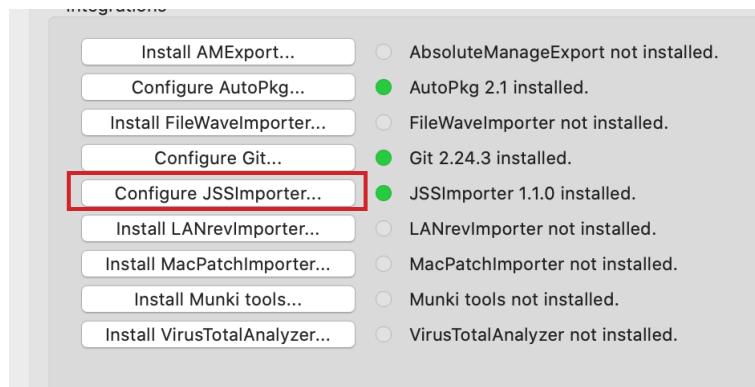 Integrations
Install AMExport... AbsoluteManageExport not installed.
Configure AutoPkg... AutoPkg 2.1 installed.
Install FileWaveImporter... FileWaveImporter not installed.
Configure Git... Git 2.24.3 installed.
Configure JSSImporter... JSSImporter 1.1.0 installed.
Install LANrevImporter... LANrevImporter not installed.
Install MacPatchImporter... MacPatchImporter not installed.
Install Munki tools... Munki tools not installed.
Install VirusTotalAnalyzer... VirusTotalAnalyzer not installed.